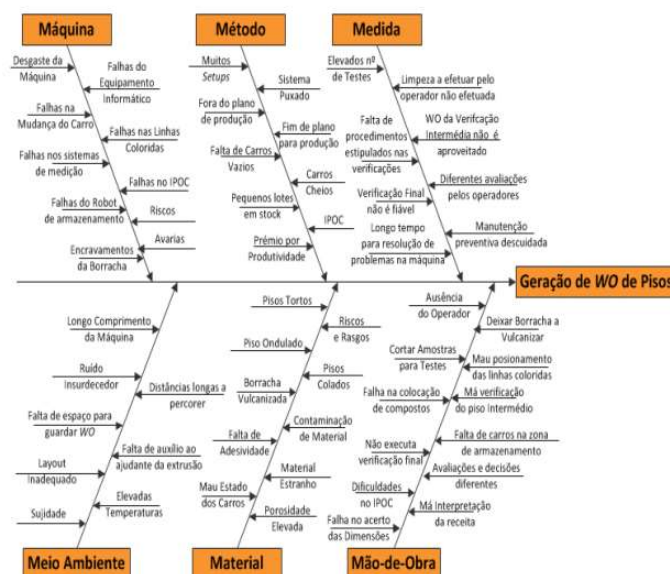 Máquina
Desgaste da
Máquina
Falhas do
Equipamento
Informático
Falhas na
Mudança do Carro
Falhas nas Linhas
Coloridas
Falhas nos sistemas
de medição
Falhas no IPOC
Falhas do Robot
de armazenamento
Riscos
Avarias
Encravamentos
da Borracha
Método
Muitos
Setups
Sistema
Puxado
Fora do plano
de produção
Fim de plano
para produção
Falta de Carros
Vazios
Carros
Cheios
Pequenos lotes
em stock
IPOC
Prémio por
Produtividade
Medida
Elevados nº
de Testes
Limpeza a efetuar pelo
operador não efetuada
Falta de
procedimentos
estipulados nas
verificações
WO da Verifcação
Intermédia não é
aproveitado
Diferentes avaliações
pelos operadores
Verificação Final
não é fiável
Longo tempo
para resolução de
problemas na máquina
Manutenção
preventiva descuidada
Geração de WO de Pisos
Longo Comprimento
da Máquina
Ruído
Insurdecedor
Distâncias longas a
percorer
Falta de espaço para
guardar WO
Falta de auxílio ao
ajudante da extrusão
Layout
Inadequado
Elevadas
Temperaturas
Sujidade
Meio Ambiente
Pisos Tortos
Riscos
e Rasgos
Piso Ondulado
Pisos
Colados
Borracha
Vulcanizada
Contaminação
de Material
Falta de
Adesividade
Material
Estranho
Mau Estado
dos Carros
Porosidade
Elevada
Material
Ausência
do Operador
Deixar Borracha a
Vulcanizar
Cortar Amostras
para Testes
Mau posionamento
das linhas coloridas
Falha na colocação
de compostos
Má verificação
do piso Intermédio
Não executa
verificação final
Falta de carros na zona
de armazenamento
Avaliações e decisões
diferentes
Dificuldades
no IPOC
Má Interpretação
da receita
Falha no acerto
das Dimensões
Mão-de-Obra